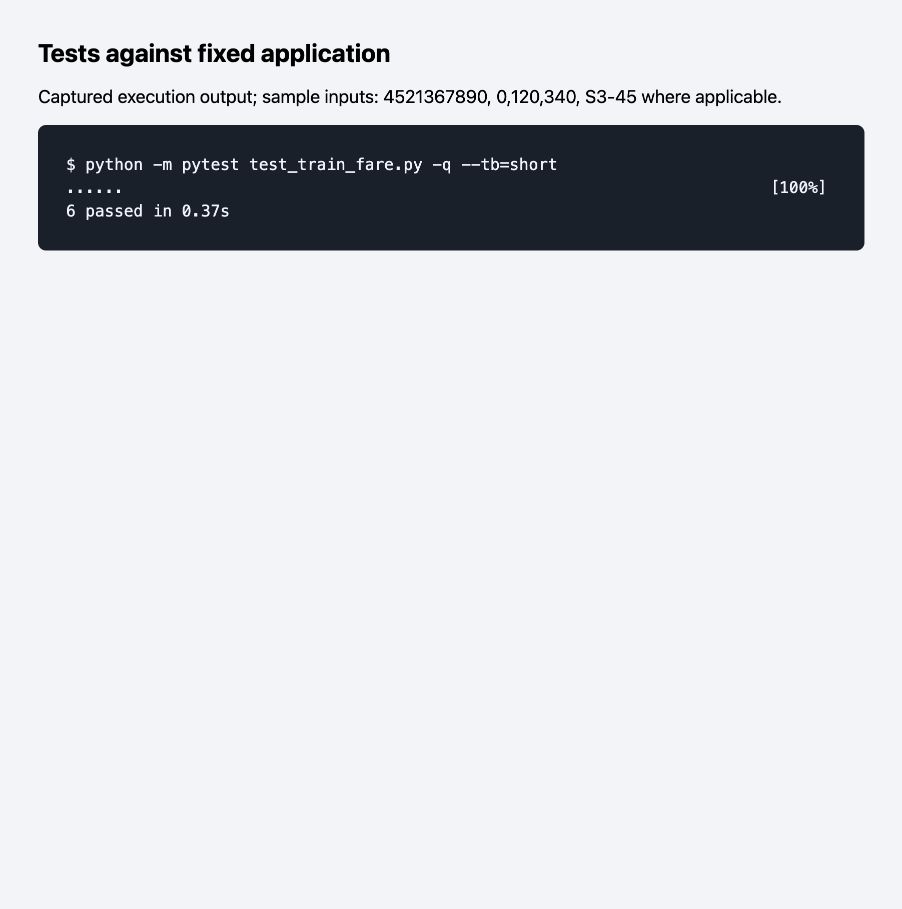 Tests against fixed application
Captured execution output; sample inputs: 4521367890, 0,120,340, S3-45 where applicable.
$ python -m pytest test_train_fare.py -q --tb=short
...... [100%]
6 passed in 0.37s